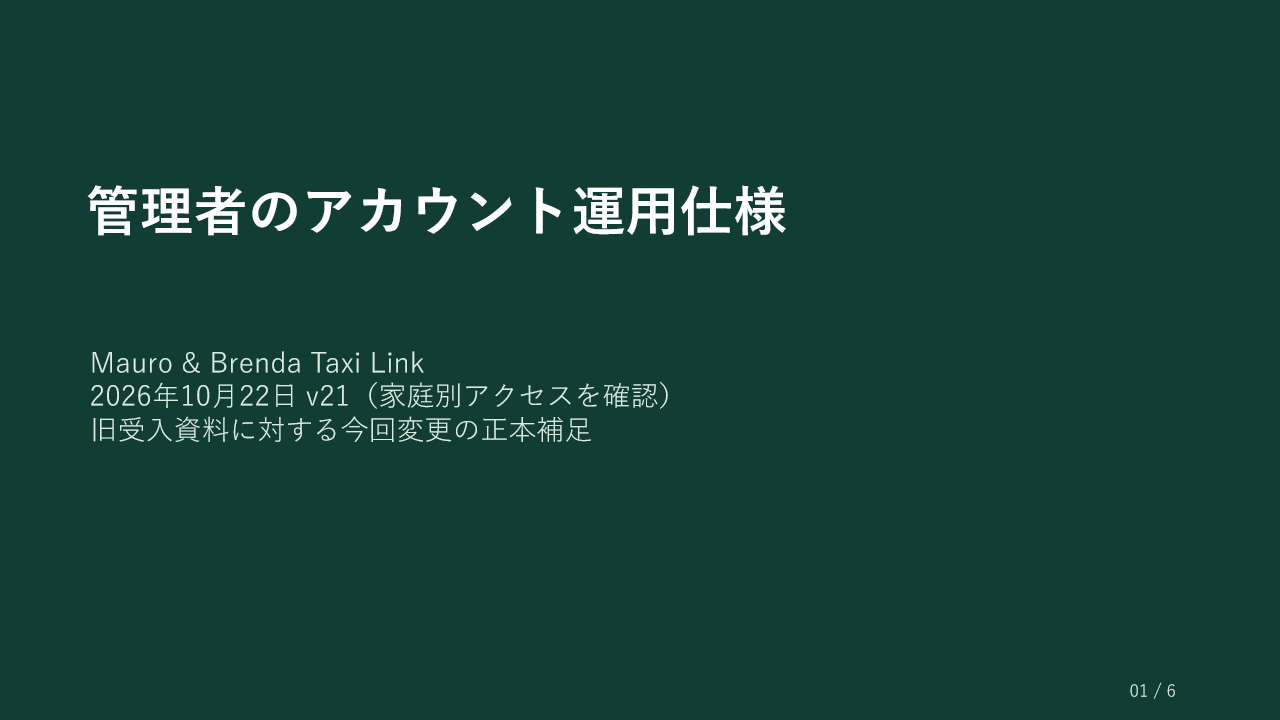 管理者のアカウント運用仕様
Mauro & Brenda Taxi Link
2026年10月22日 v21（家庭別アクセスを確認）
旧受入資料に対する今回変更の正本補足
01 / 6